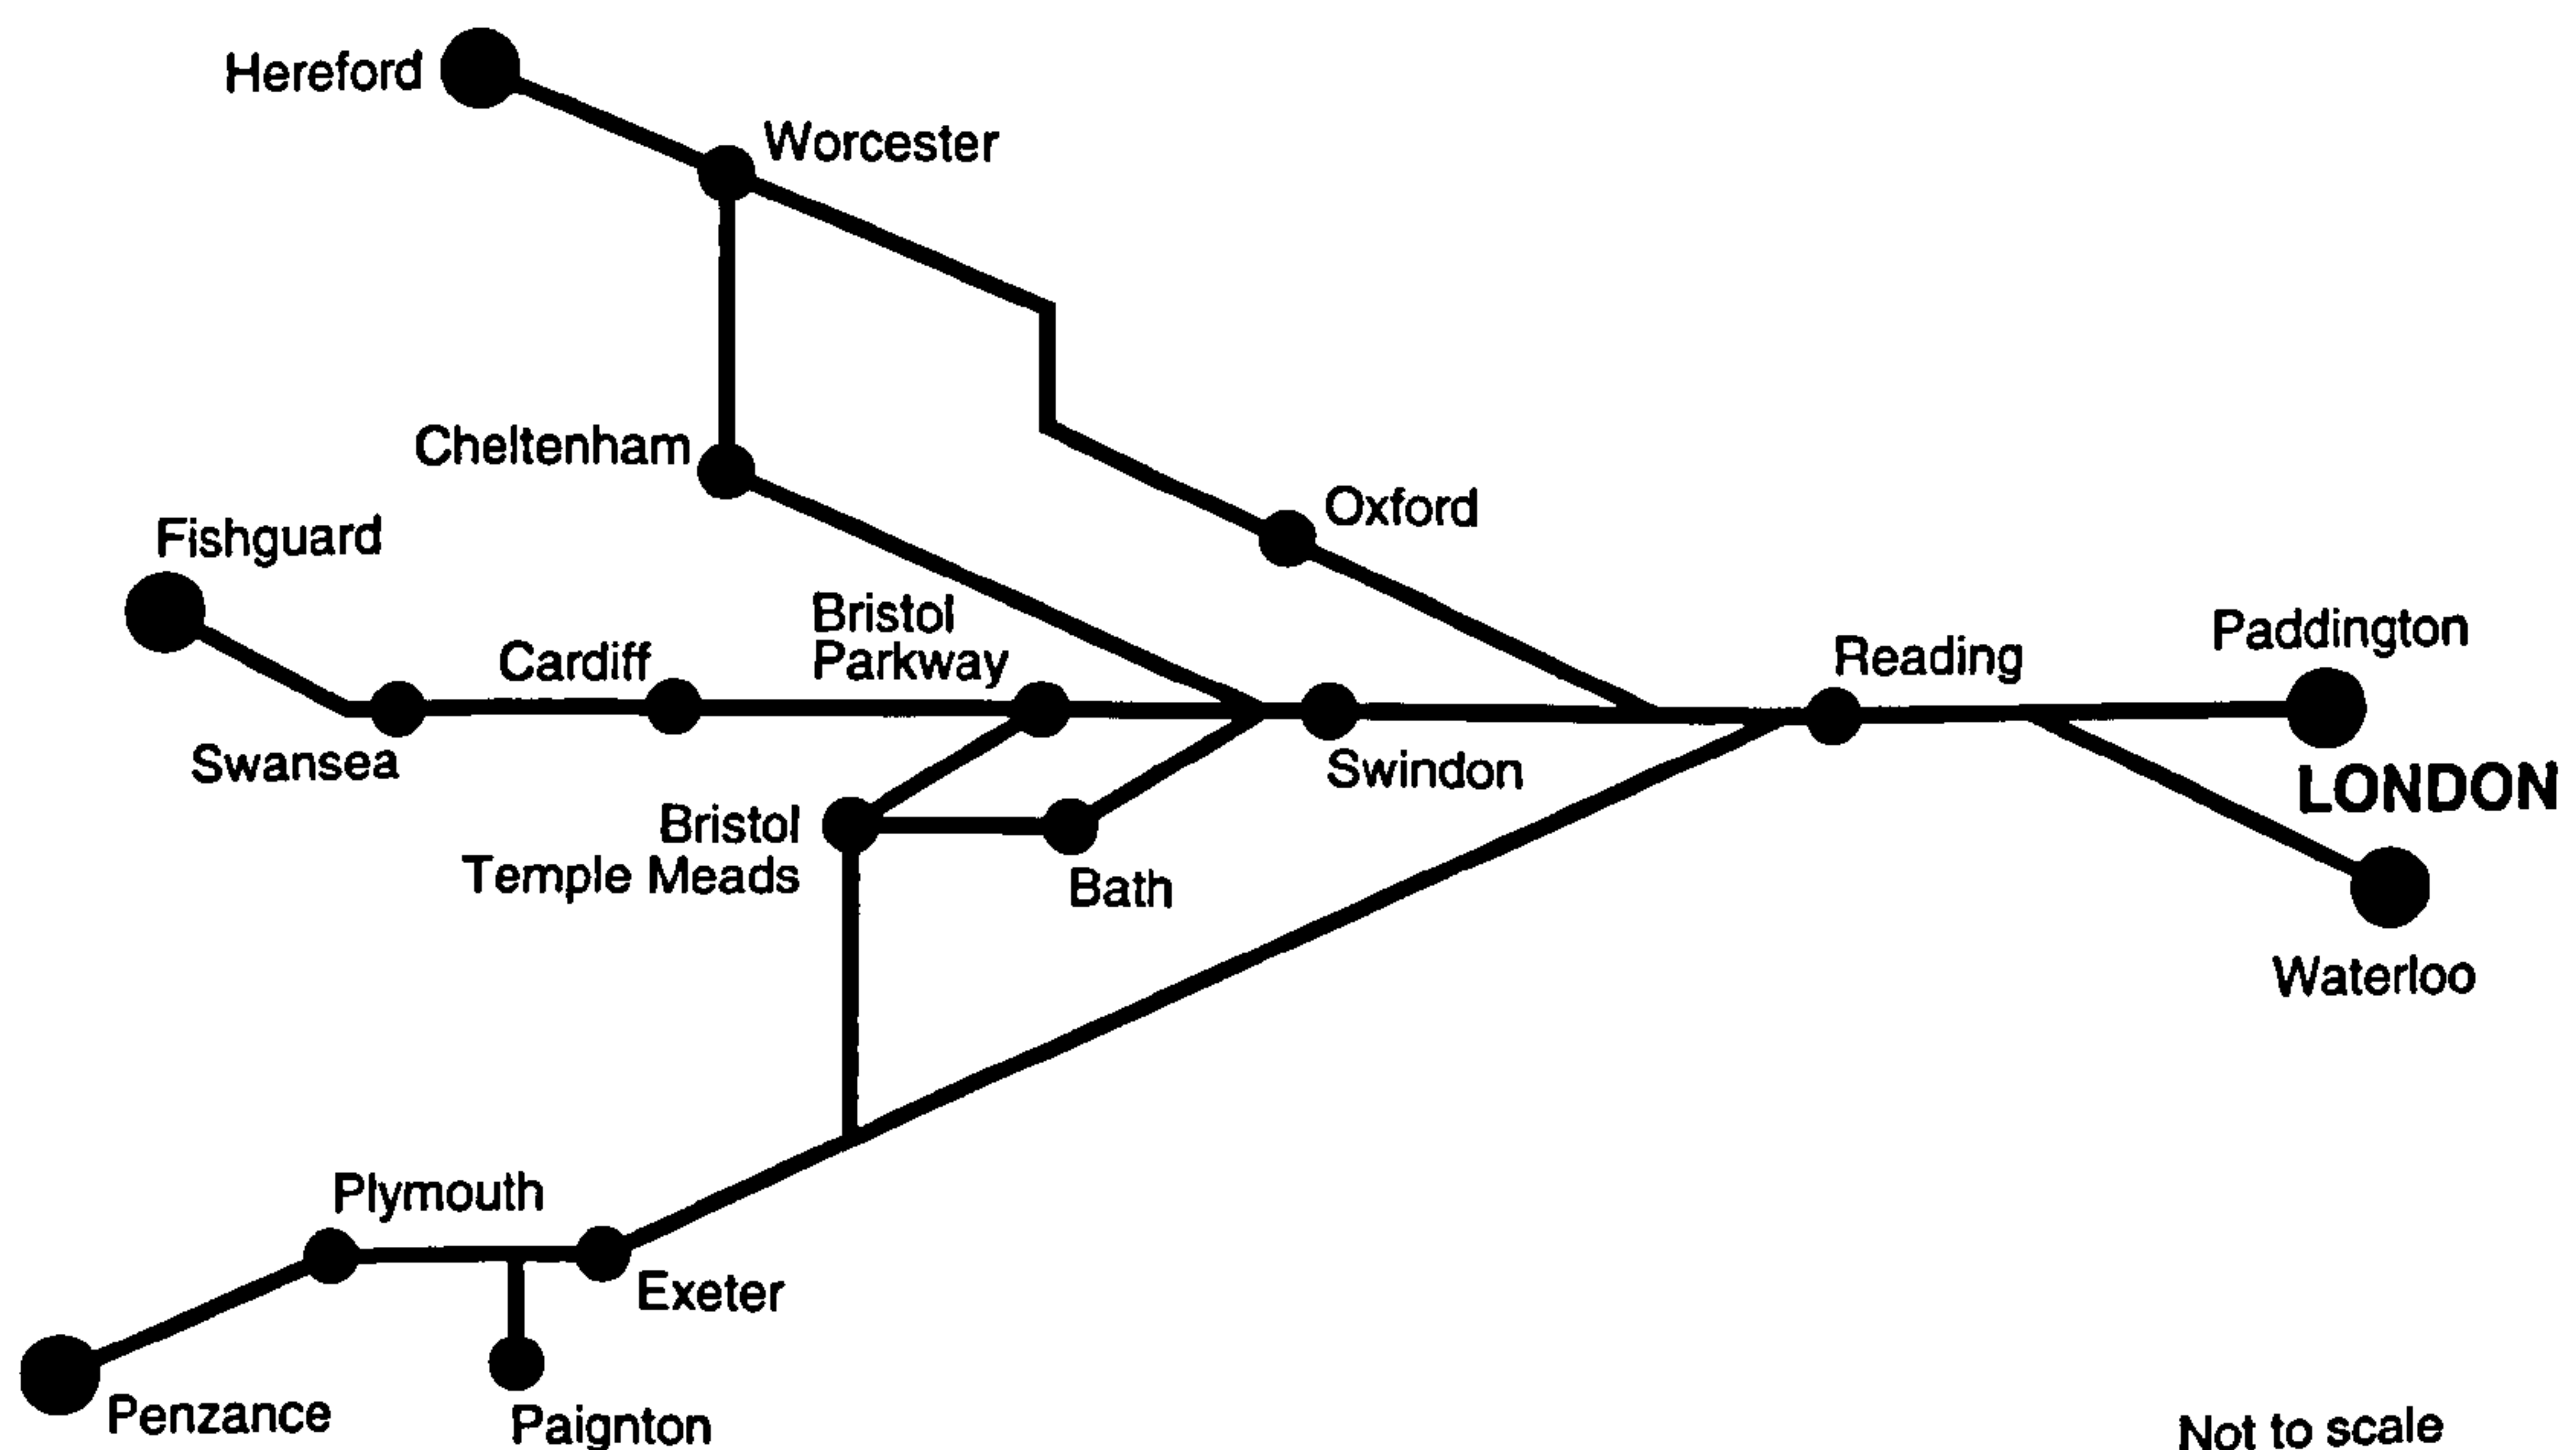 Hereford
Worcester
Cheltenham
Oxford
Fishguard
Bristol
Parkway
Cardiff
Reading
Paddington
Swansea
Swindon
LONDON
Bristol
Temple Meads
Bath
Waterloo
Plymouth
Exeter
Penzance
Paignton
Not to scale